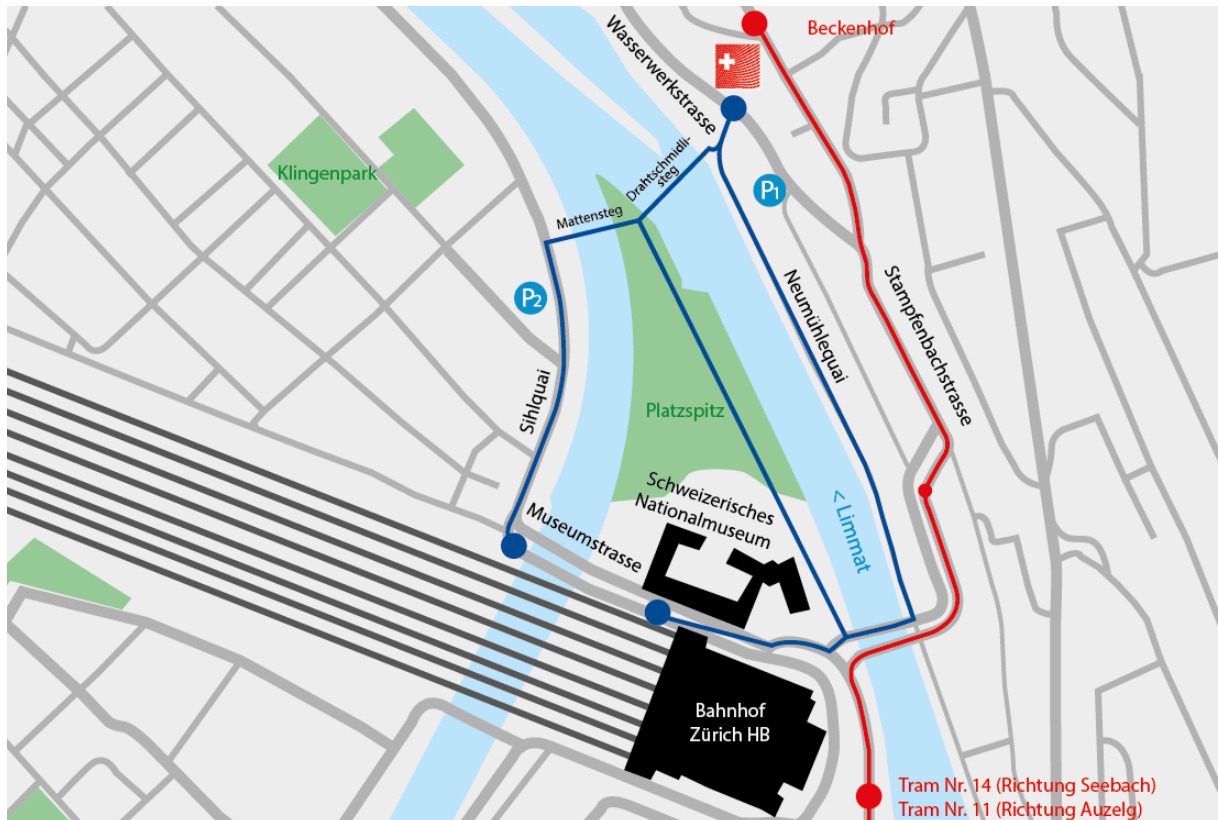 Beckenhof
Wasserwerkstrasse
Klingenpark
Drahtschmidli-
steg
P1
Mattensteg
P2
Neumühlequai
Stampfenbachstrasse
Sihlquai
Platzspitz
Schweizerisches
Nationalmuseum
Museumstrasse
< Limmat
Bahnhof
Zürich HB
Tram Nr. 14 (Richtung Seebach)
Tram Nr. 11 (Richtung Auzelg)